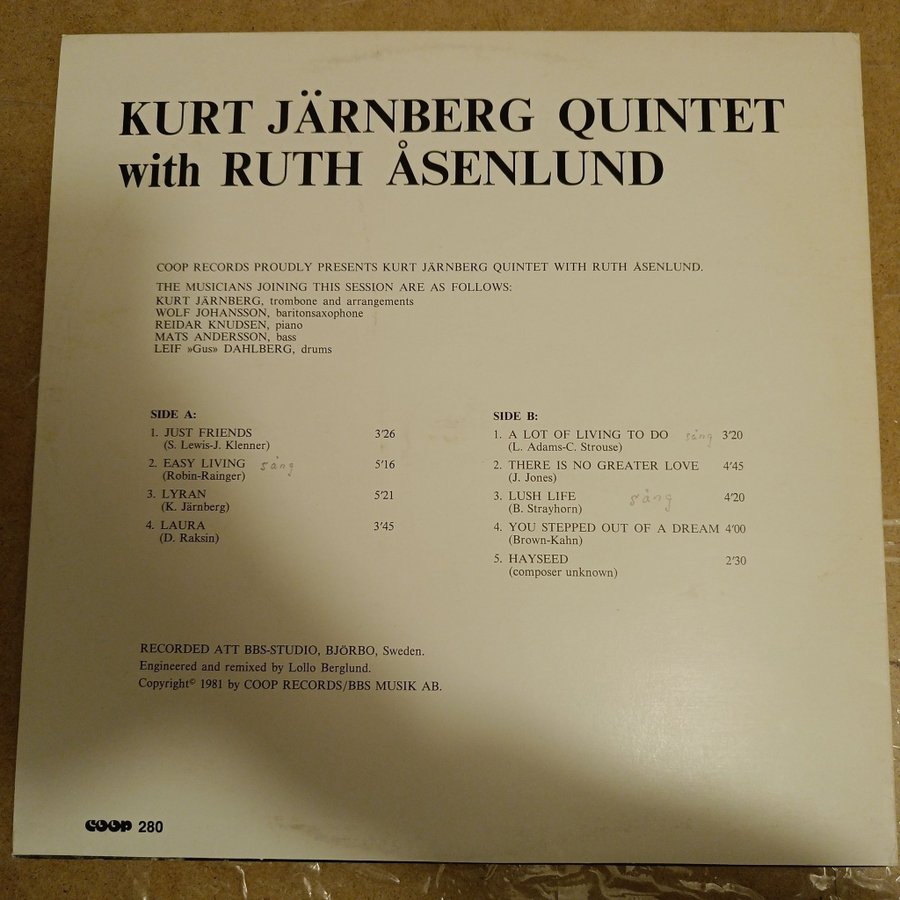 KURT JÄRNBERG QUINTET
with RUTH ÅSENLUND
COOP RECORDS PROUDLY PRESENTS KURT JÄRNBERG QUINTET WITH RUTH ÅSENLUND.
THE MUSICIANS JOINING THIS SESSION ARE AS FOLLOWS:
KURT JÄRNBERG, trombone and arrangements
WOLF JOHANSSON, baritonsaxophone
REIDAR KNUDSEN, piano
MATS ANDERSSON, bass
LEIF »Gus» DAHLBERG, drums
SIDE A:
1. JUST FRIENDS 3'26
(S. Lewis-J. Klenner)
2. EASY LIVING sång 5'16
(Robin-Rainger)
3. LYRAN 5'21
(K. Järnberg)
4. LAURA 3'45
(D. Raksin)
SIDE B:
1. A LOT OF LIVING TO DO sång 3'20
(L. Adams-C. Strouse)
2. THERE IS NO GREATER LOVE 4'45
(J. Jones)
3. LUSH LIFE sång 4'20
(B. Strayhorn)
4. YOU STEPPED OUT OF A DREAM 4'00
(Brown-Kahn)
5. HAYSEED 2'30
(composer unknown)
RECORDED ATT BBS-STUDIO, BJÖRBO, Sweden.
Engineered and remixed by Lollo Berglund.
Copyright© 1981 by COOP RECORDS/BBS MUSIK AB.
COOP 280